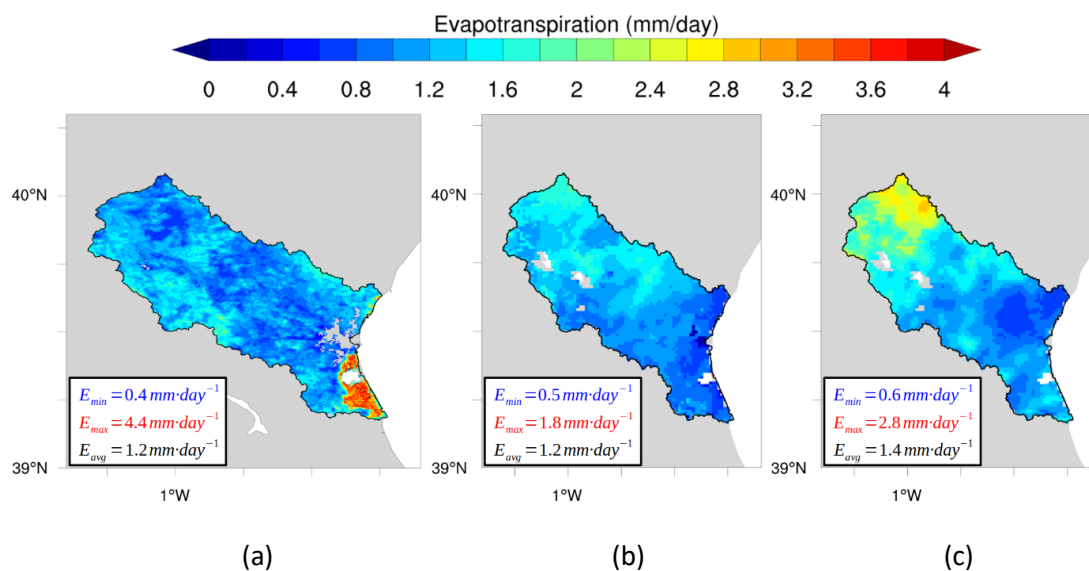 Evapotranspiration (mm/day)
0 0.4 0.8 1.2 1.6 2 2.4 2.8 3.2 3.6 4
40°N 40°N 40°N
E_min = 0.4 mm·day⁻¹
E_max = 4.4 mm·day⁻¹
E_avg = 1.2 mm·day⁻¹
E_min = 0.5 mm·day⁻¹
E_max = 1.8 mm·day⁻¹
E_avg = 1.2 mm·day⁻¹
E_min = 0.6 mm·day⁻¹
E_max = 2.8 mm·day⁻¹
E_avg = 1.4 mm·day⁻¹
39°N 39°N 39°N
1°W 1°W 1°W
(a) (b) (c)